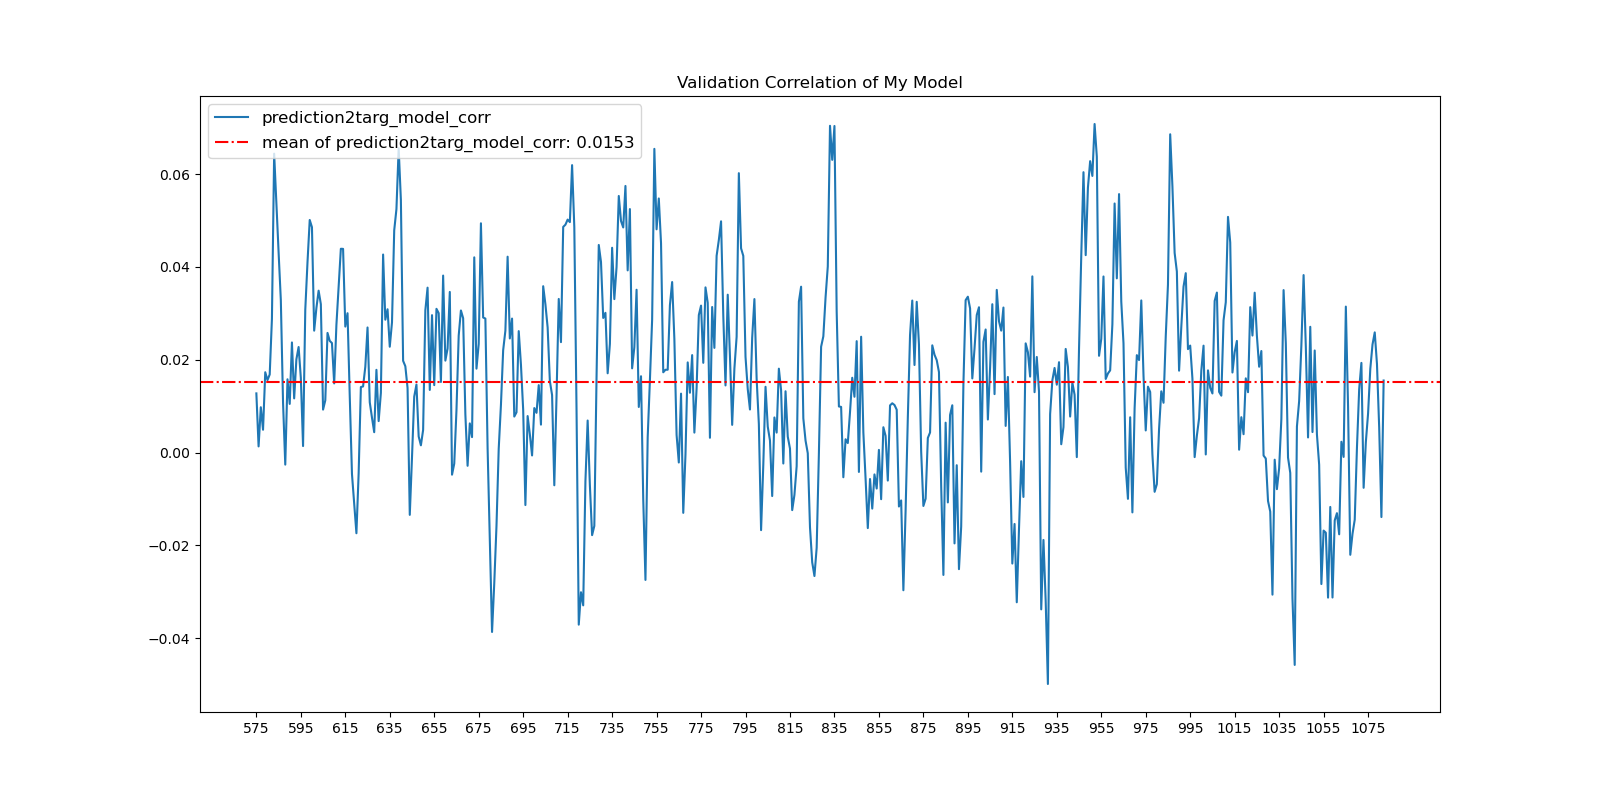 Validation Correlation of My Model
prediction2targ_model_corr
mean of prediction2targ_model_corr: 0.0153
0.06
0.04
0.02
0.00
−0.02
−0.04
575 595 615 635 655 675 695 715 735 755 775 795 815 835 855 875 895 915 935 955 975 995 1015 1035 1055 1075